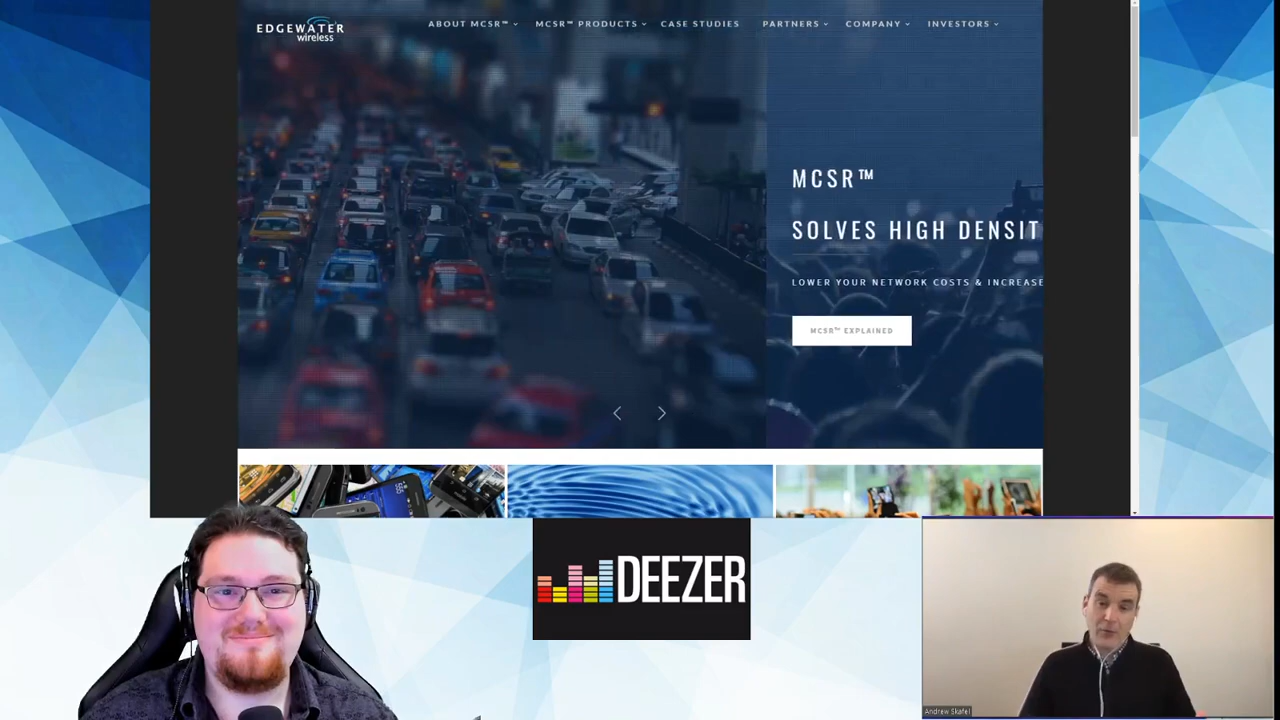 EDGEWATER
wireless
ABOUT MCSR™ MCSR™ PRODUCTS CASE STUDIES PARTNERS COMPANY INVESTORS
MCSR™
SOLVES HIGH DENSIT
LOWER YOUR NETWORK COSTS & INCREASE
MCSR™ EXPLAINED
DEEZER
Andrew Skafel